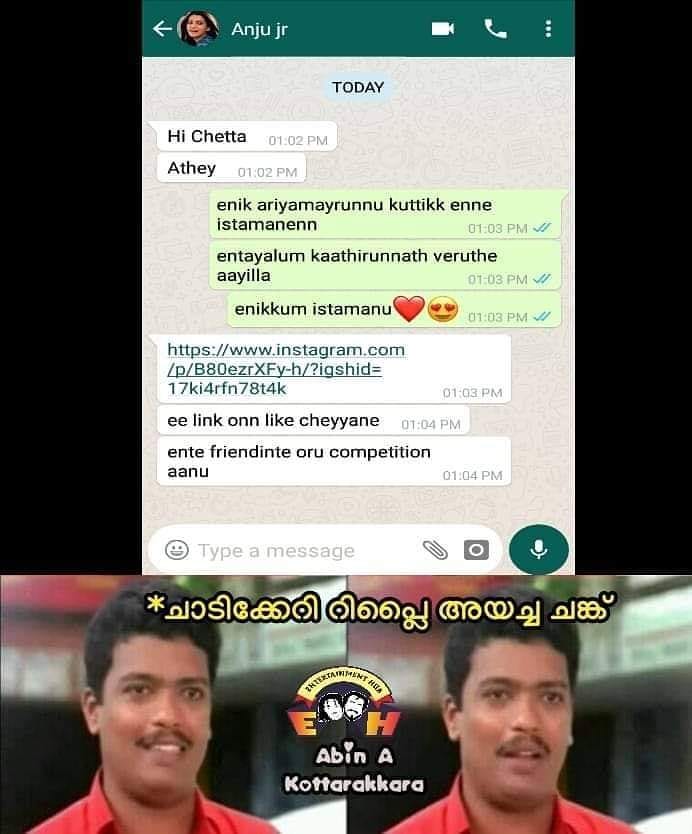 Anju jr
TODAY
Hi Chetta 01:02 PM
Athey 01:02 PM
enik ariyamayrunnu kuttikk enne
istamanenn 01:03 PM
entayalum kaathirunnath veruthe
aayilla 01:03 PM
enikkum istamanu❤️😍 01:03 PM
https://www.instagram.com
/p/B80ezrXFy-h/?igshid=
17ki4rfn78t4k 01:03 PM
ee link onn like cheyyane 01:04 PM
ente friendinte oru competition
aanu 01:04 PM
Type a message
*ചാടിക്കേറി റിപ്ലൈ അയച്ച ചങ്ക്
ENTERTAINMENT HUB
E H
Abin A
Kottarakkara